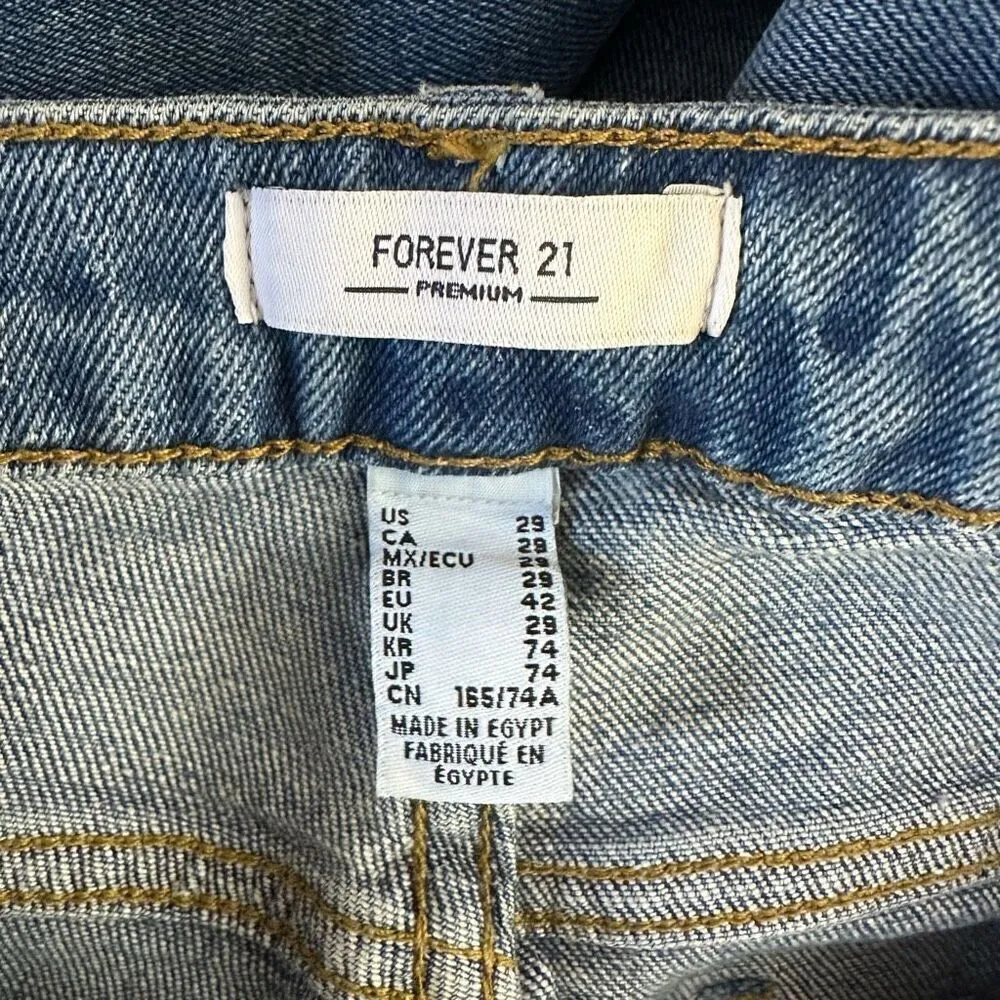 FOREVER 21
PREMIUM
US 29
CA 29
MX/ECU 29
BR 29
EU 42
UK 29
KR 74
JP 74
CN 165/74A
MADE IN EGYPT
FABRIQUÉ EN
ÉGYPTE